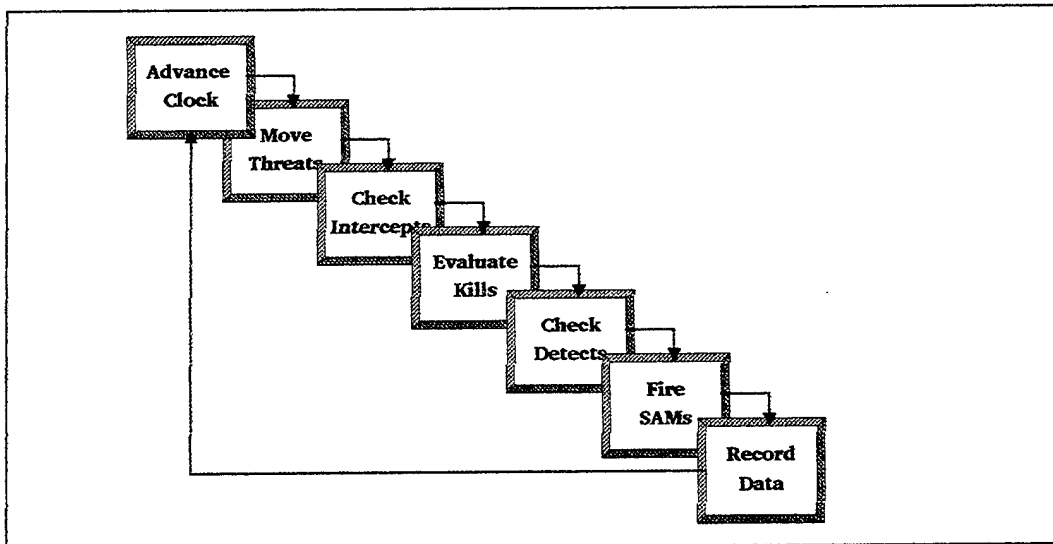 Advance
Clock
Move
Threats
Check
Intercepts
Evaluate
Kills
Check
Detects
Fire
SAMs
Record
Data